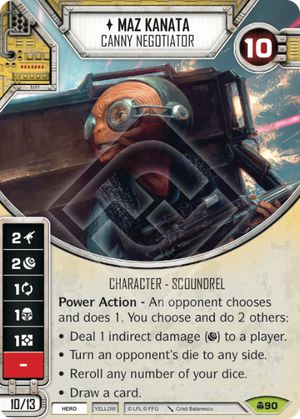 MAZ KANATA
CANNY NEGOTIATOR
10
2
2
1
1
1
-
10/13
CHARACTER - SCOUNDREL
Power Action - An opponent chooses
and does 1. You choose and do 2 others:
• Deal 1 indirect damage ( ) to a player.
• Turn an opponent's die to any side.
• Reroll any number of your dice.
• Draw a card.
HERO
YELLOW
© LFL © FFG
Cristi Balanescu
90